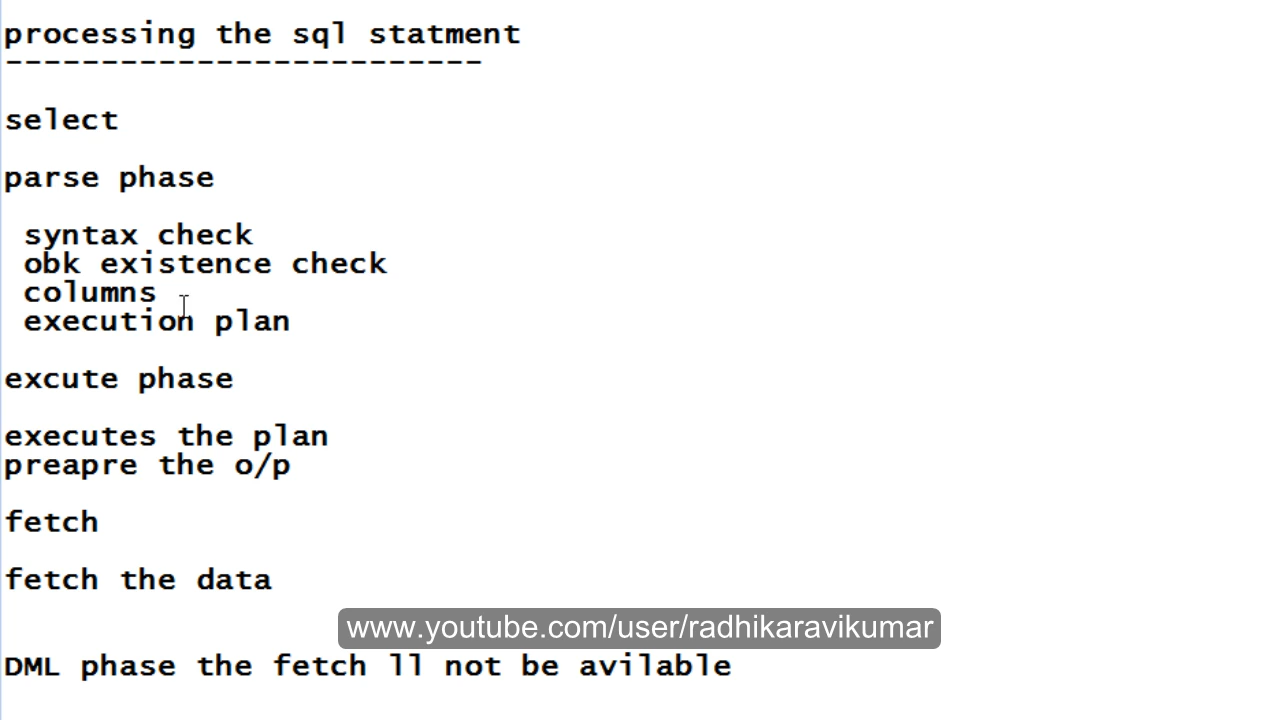 processing the sql statment
-------------------------
select
parse phase
syntax check
obk existence check
columns
execution plan
excute phase
executes the plan
preapre the o/p
fetch
fetch the data
www.youtube.com/user/radhikaravikumar
DML phase the fetch ll not be avilable